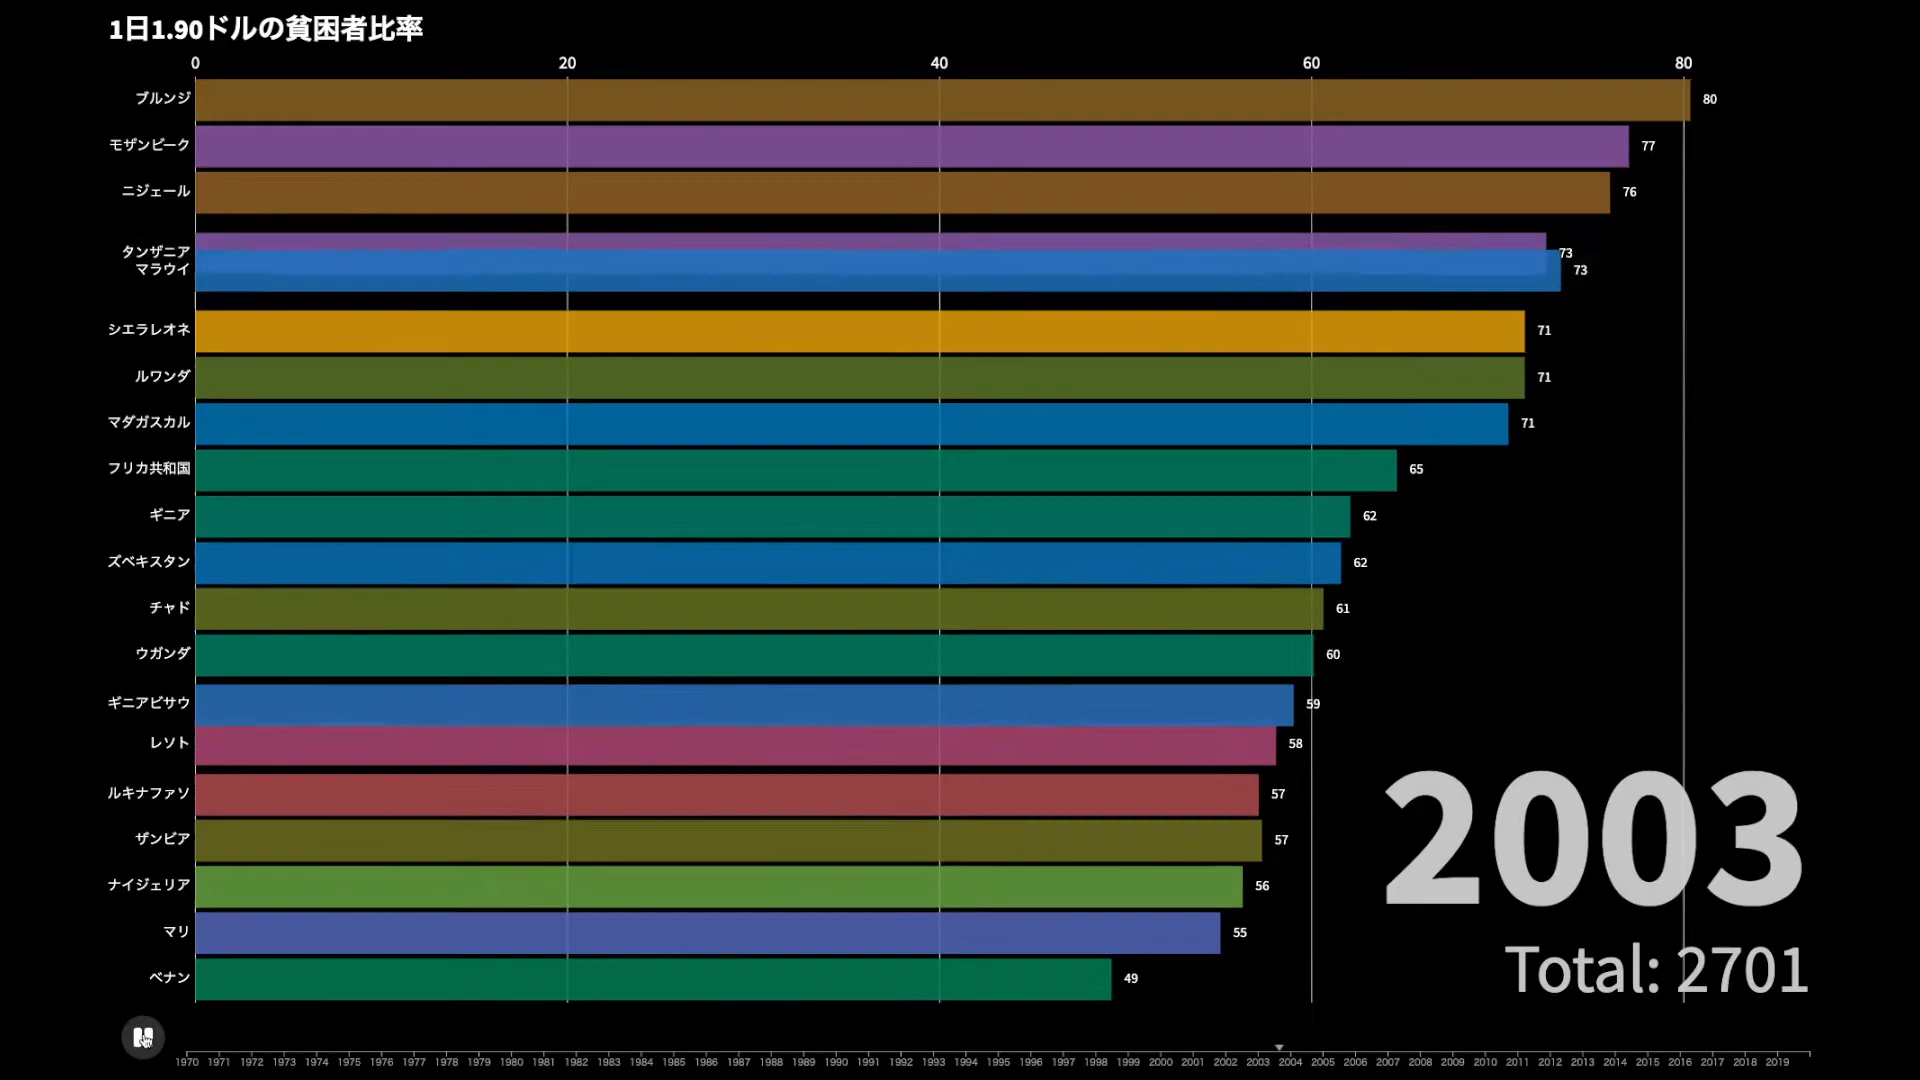 1日1.90ドルの貧困者比率
0 20 40 60 80
ブルンジ 80
モザンビーク 77
ニジェール 76
タンザニア 73
マラウイ 73
シエラレオネ 71
ルワンダ 71
マダガスカル 71
フリカ共和国 65
ギニア 62
ズベキスタン 62
チャド 61
ウガンダ 60
ギニアビサウ 59
レソト 58
ルキナファソ 57
ザンビア 57
ナイジェリア 56
マリ 55
ベナン 49
2003
Total: 2701
1970 1971 1972 1973 1974 1975 1976 1977 1978 1979 1980 1981 1982 1983 1984 1985 1986 1987 1988 1989 1990 1991 1992 1993 1994 1995 1996 1997 1998 1999 2000 2001 2002 2003 2004 2005 2006 2007 2008 2009 2010 2011 2012 2013 2014 2015 2016 2017 2018 2019